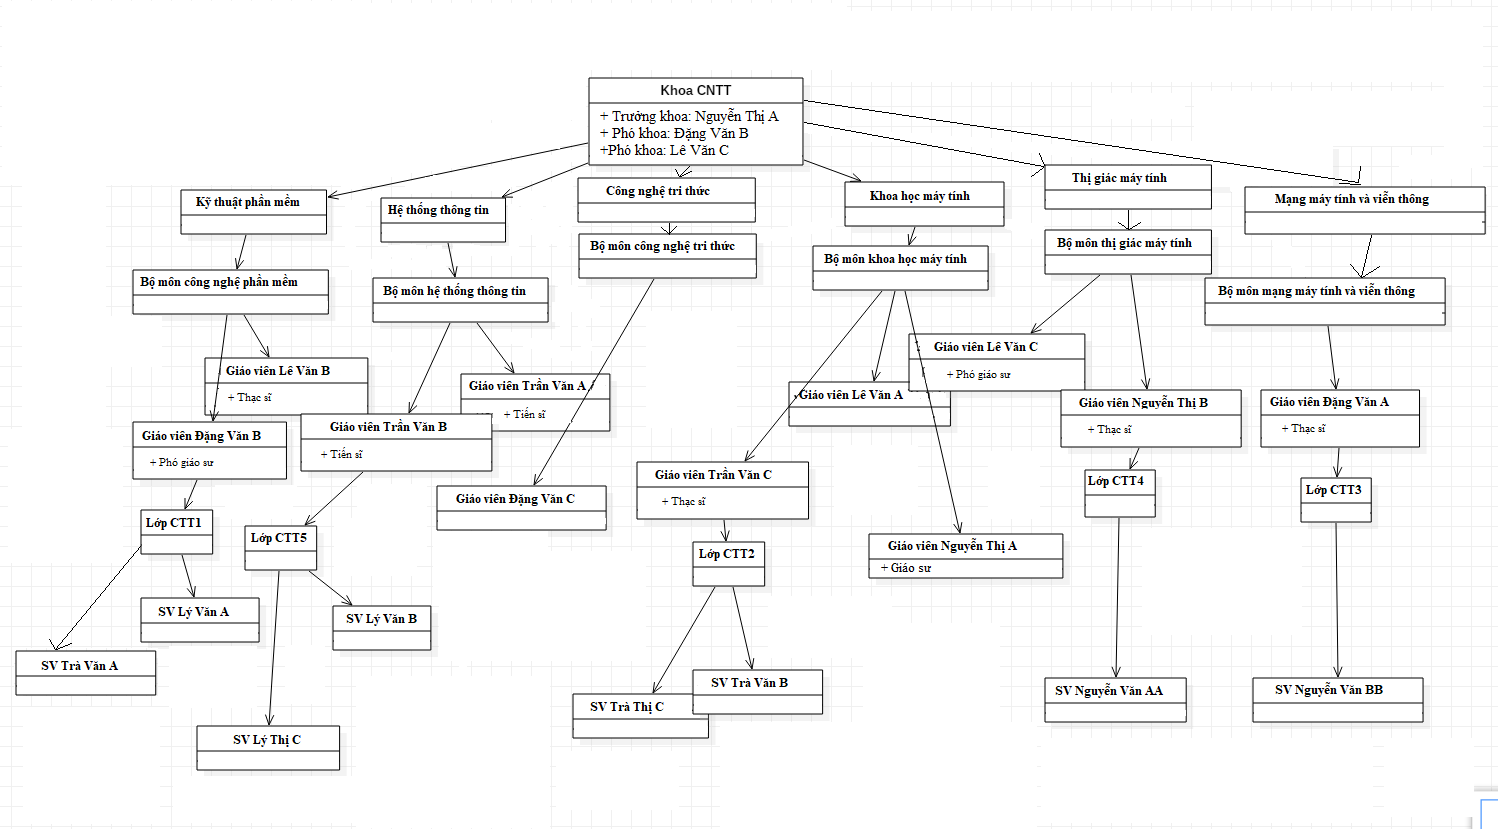 Khoa CNTT
+ Trưởng khoa: Nguyễn Thị A
+ Phó khoa: Đặng Văn B
+Phó khoa: Lê Văn C
Kỹ thuật phần mềm
Hệ thống thông tin
Công nghệ tri thức
Khoa học máy tính
Thị giác máy tính
Mạng máy tính và viễn thông
Bộ môn công nghệ phần mềm
Bộ môn hệ thống thông tin
Bộ môn công nghệ tri thức
Bộ môn khoa học máy tính
Bộ môn thị giác máy tính
Bộ môn mạng máy tính và viễn thông
Giáo viên Lê Văn B
+ Thạc sĩ
Giáo viên Trần Văn A
+ Tiến sĩ
Giáo viên Lê Văn A
Giáo viên Lê Văn C
+ Phó giáo sư
Giáo viên Nguyễn Thị B
+ Thạc sĩ
Giáo viên Đặng Văn A
+ Thạc sĩ
Giáo viên Đặng Văn B
+ Phó giáo sư
Giáo viên Trần Văn B
+ Tiến sĩ
Giáo viên Đặng Văn C
Giáo viên Trần Văn C
+ Thạc sĩ
Giáo viên Nguyễn Thị A
+ Giáo sư
Lớp CTT1
Lớp CTT5
Lớp CTT2
Lớp CTT4
Lớp CTT3
SV Lý Văn A
SV Lý Văn B
SV Trà Văn A
SV Lý Thị C
SV Trà Thị C
SV Trà Văn B
SV Nguyễn Văn AA
SV Nguyễn Văn BB